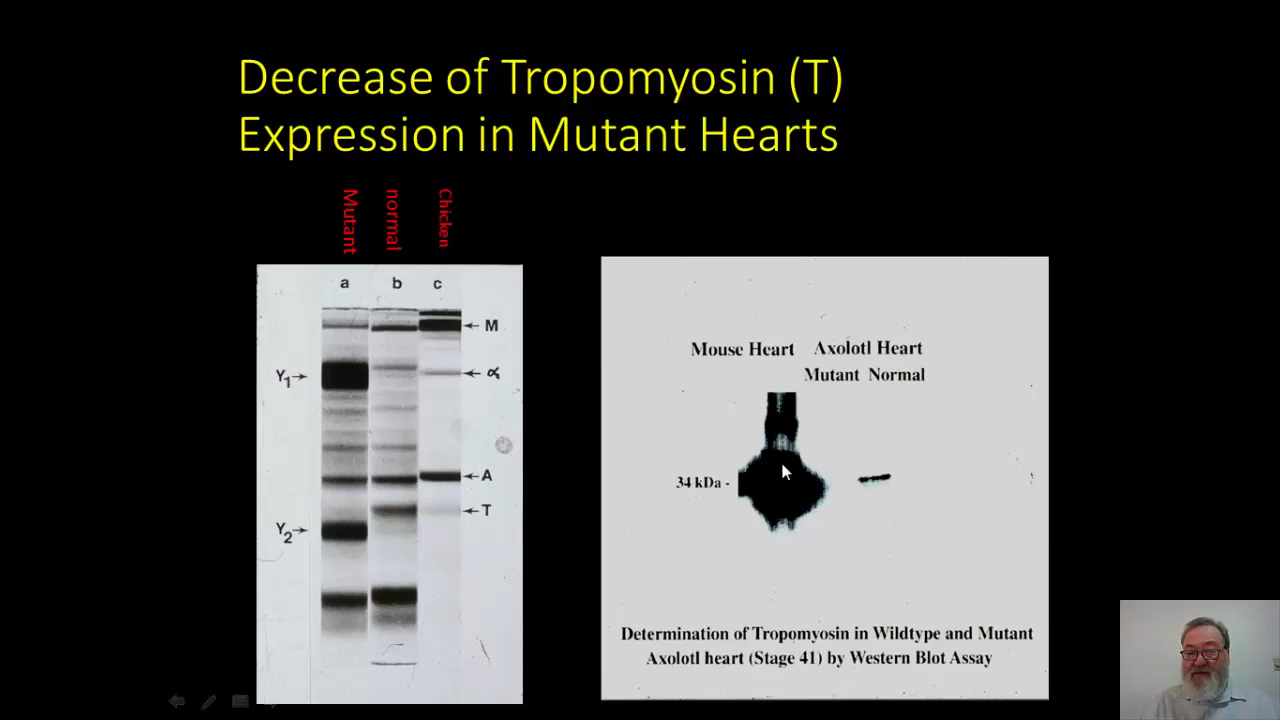 Decrease of Tropomyosin (T)
Expression in Mutant Hearts
Mutant
normal
Chicken
a b c
M
Y1
α
A
T
Y2
Mouse Heart Axolotl Heart
Mutant Normal
34 kDa -
Determination of Tropomyosin in Wildtype and Mutant
Axolotl heart (Stage 41) by Western Blot Assay